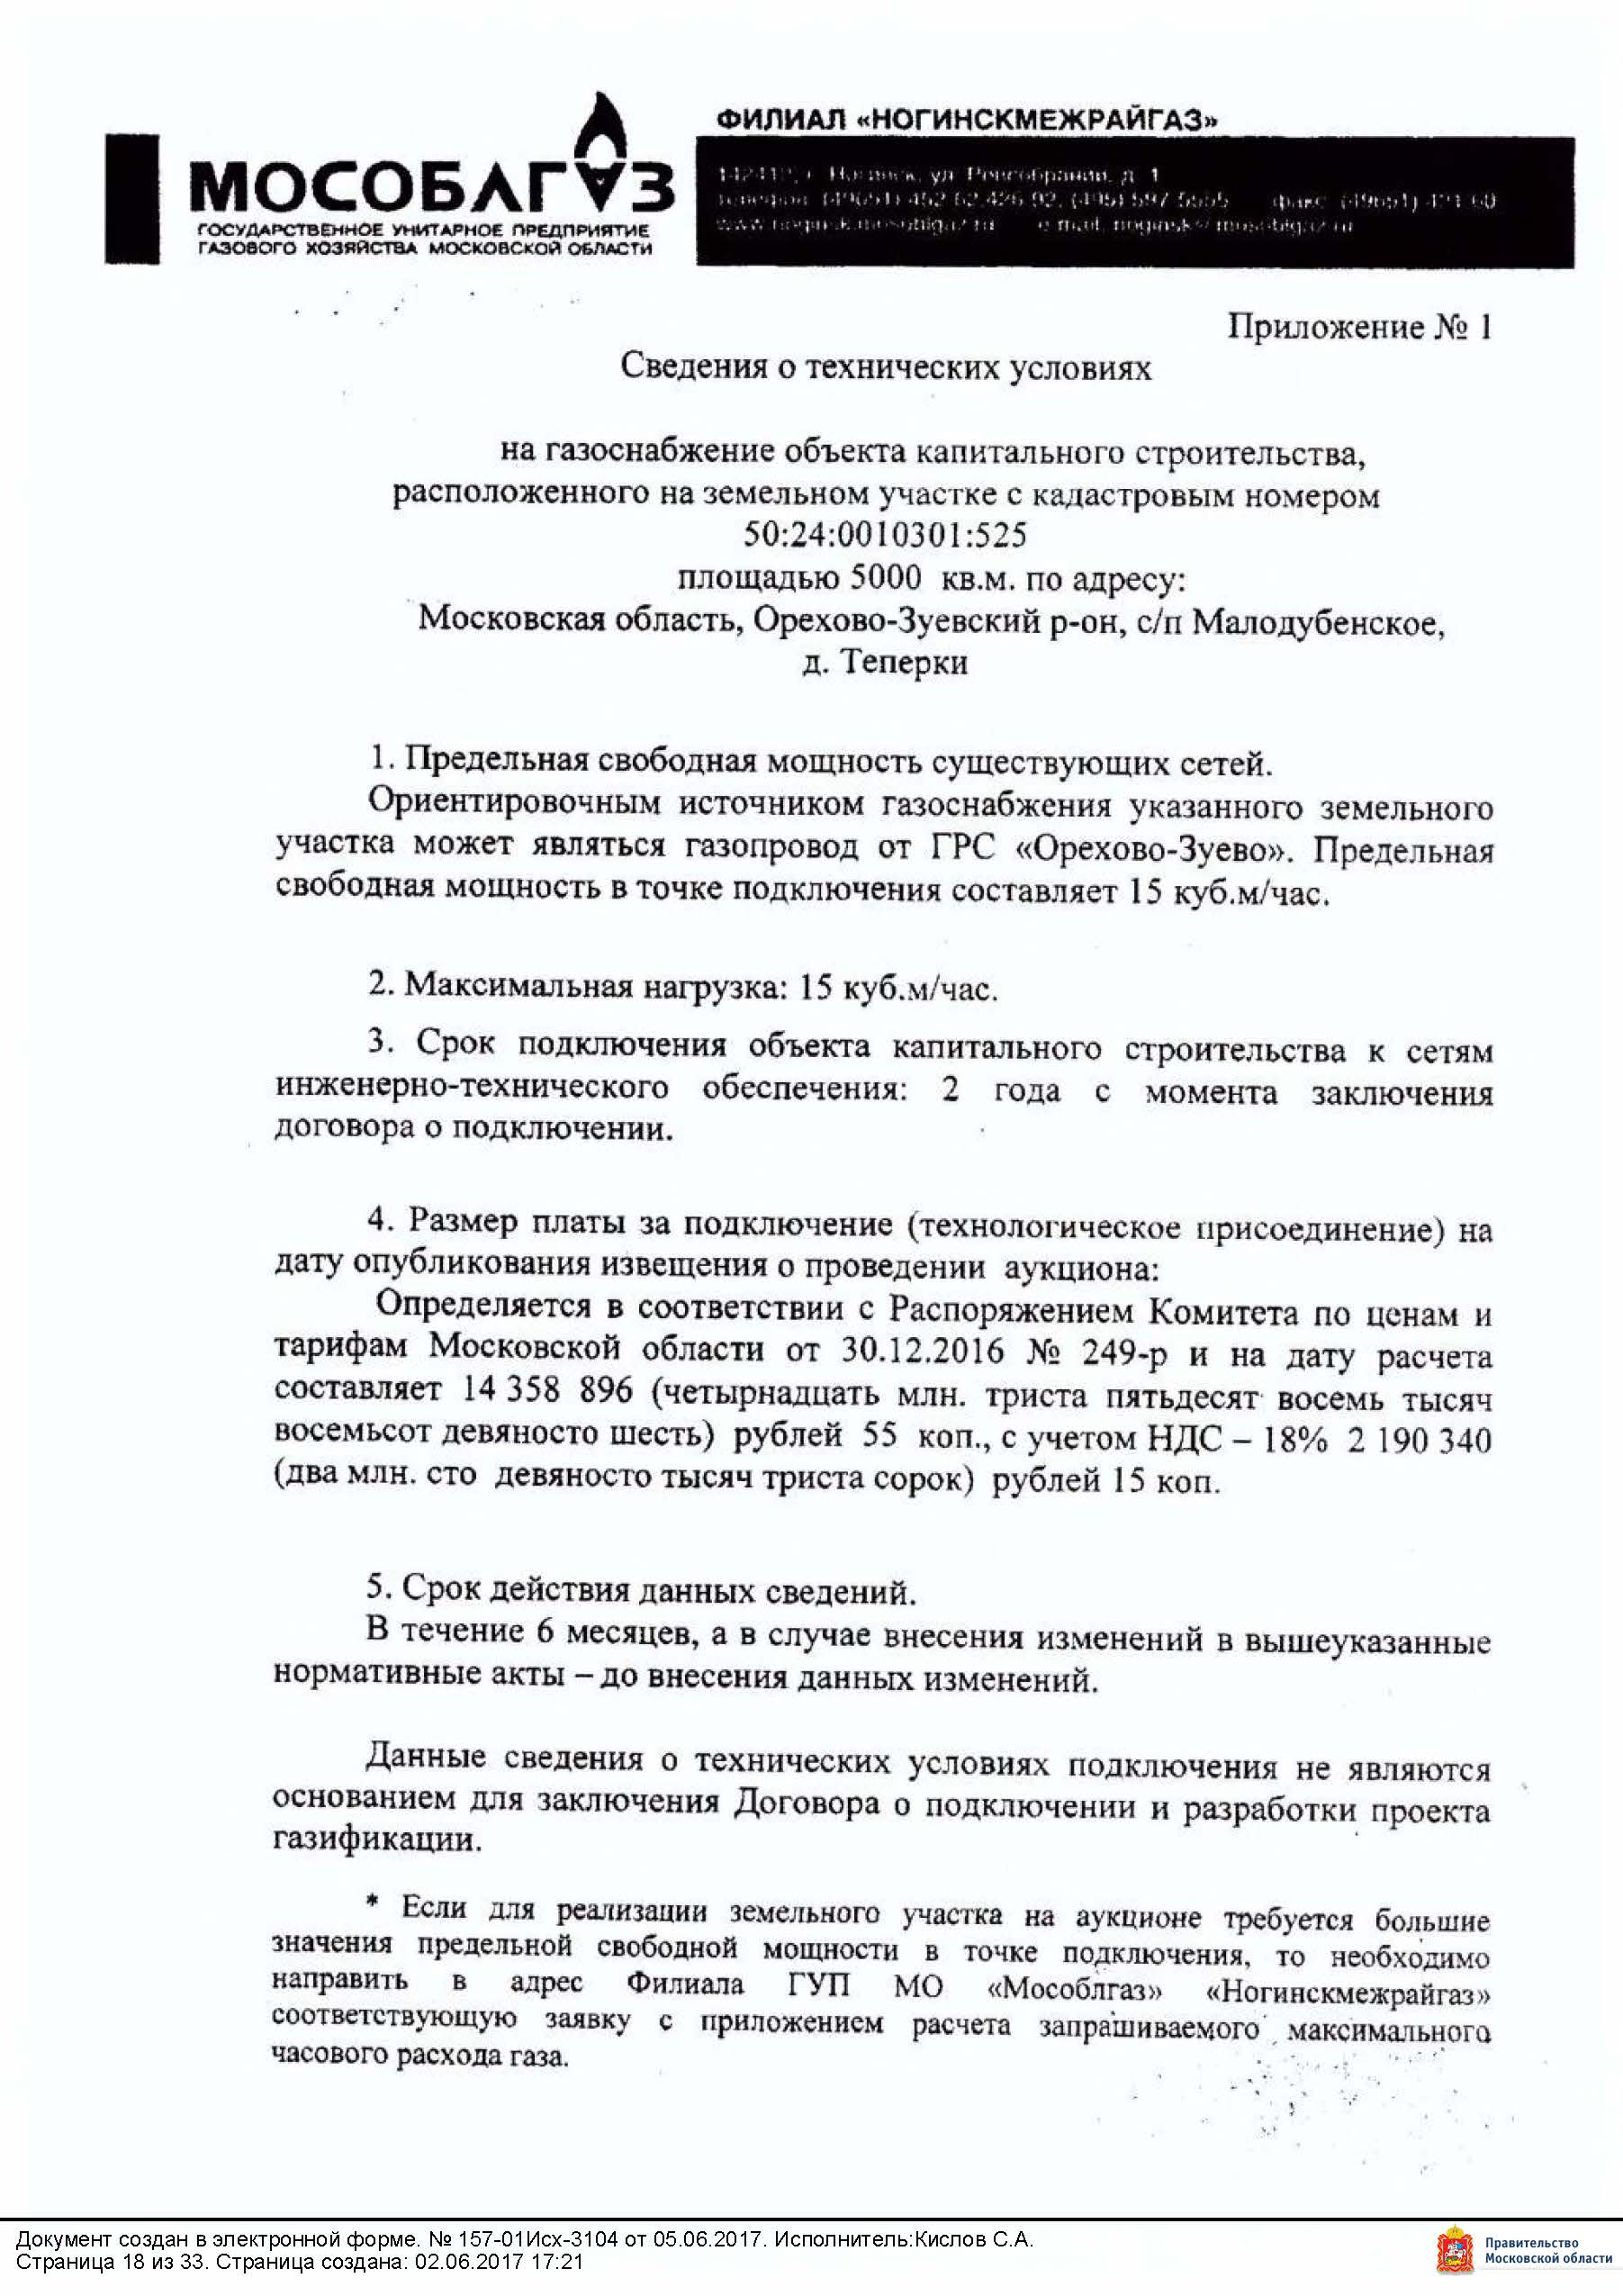 ФИЛИАЛ «НОГИНСКМЕЖРАЙГАЗ»
МОСОБЛГАЗ
ГОСУДАРСТВЕННОЕ УНИТАРНОЕ ПРЕДПРИЯТИЕ
ГАЗОВОГО ХОЗЯЙСТВА МОСКОВСКОЙ ОБЛАСТИ
г. Ногинск, ул. д. 1
Приложение № 1
Сведения о технических условиях
на газоснабжение объекта капитального строительства,
расположенного на земельном участке с кадастровым номером
50:24:0010301:525
площадью 5000 кв.м. по адресу:
Московская область, Орехово-Зуевский р-он, с/п Малодубенское,
д. Теперки
1. Предельная свободная мощность существующих сетей.
Ориентировочным источником газоснабжения указанного земельного
участка может являться газопровод от ГРС «Орехово-Зуево». Предельная
свободная мощность в точке подключения составляет 15 куб.м/час.
2. Максимальная нагрузка: 15 куб.м/час.
3. Срок подключения объекта капитального строительства к сетям
инженерно-технического обеспечения: 2 года с момента заключения
договора о подключении.
4. Размер платы за подключение (технологическое присоединение) на
дату опубликования извещения о проведении аукциона:
Определяется в соответствии с Распоряжением Комитета по ценам и
тарифам Московской области от 30.12.2016 № 249-р и на дату расчета
составляет 14 358 896 (четырнадцать млн. триста пятьдесят восемь тысяч
восемьсот девяносто шесть) рублей 55 коп., с учетом НДС – 18% 2 190 340
(два млн. сто девяносто тысяч триста сорок) рублей 15 коп.
5. Срок действия данных сведений.
В течение 6 месяцев, а в случае внесения изменений в вышеуказанные
нормативные акты – до внесения данных изменений.
Данные сведения о технических условиях подключения не являются
основанием для заключения Договора о подключении и разработки проекта
газификации.
* Если для реализации земельного участка на аукционе требуется большие
значения предельной свободной мощности в точке подключения, то необходимо
направить в адрес Филиала ГУП МО «Мособлгаз» «Ногинскмежрайгаз»
соответствующую заявку с приложением расчета запрашиваемого максимального
часового расхода газа.
Документ создан в электронной форме. № 157-01Исх-3104 от 05.06.2017. Исполнитель:Кислов С.А.
Страница 18 из 33. Страница создана: 02.06.2017 17:21
Правительство
Московской области